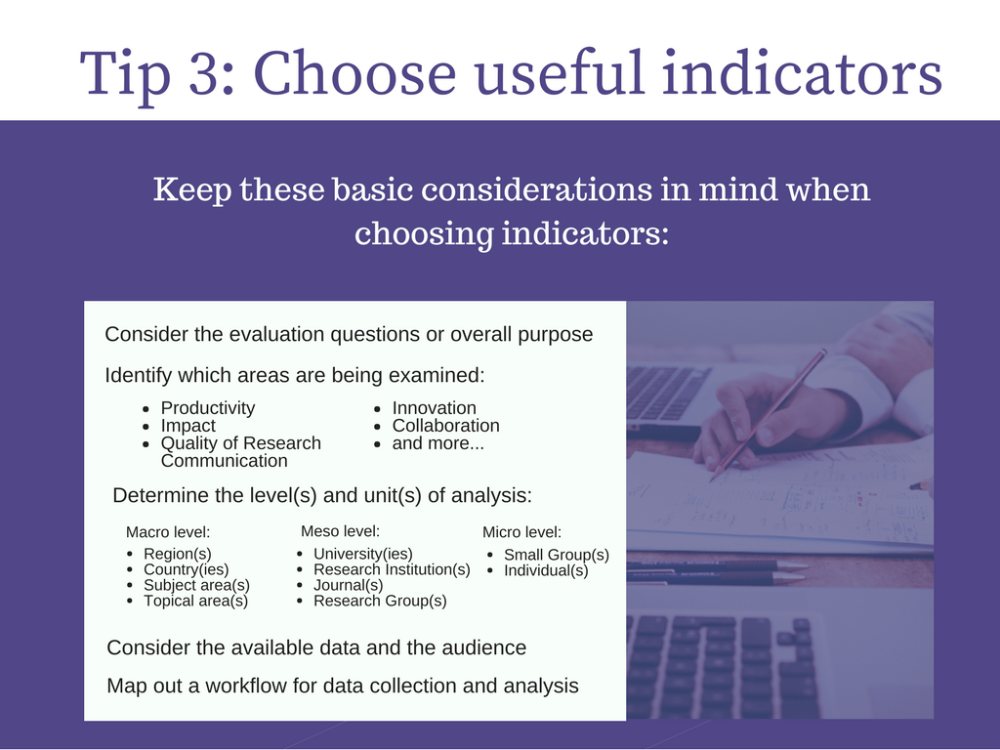 Tip 3: Choose useful indicators
Keep these basic considerations in mind when
choosing indicators:
Consider the evaluation questions or overall purpose
Identify which areas are being examined:
• Productivity
• Impact
• Quality of Research
Communication
• Innovation
• Collaboration
• and more...
Determine the level(s) and unit(s) of analysis:
Macro level:
• Region(s)
• Country(ies)
• Subject area(s)
• Topical area(s)
Meso level:
• University(ies)
• Research Institution(s)
• Journal(s)
• Research Group(s)
Micro level:
• Small Group(s)
• Individual(s)
Consider the available data and the audience
Map out a workflow for data collection and analysis